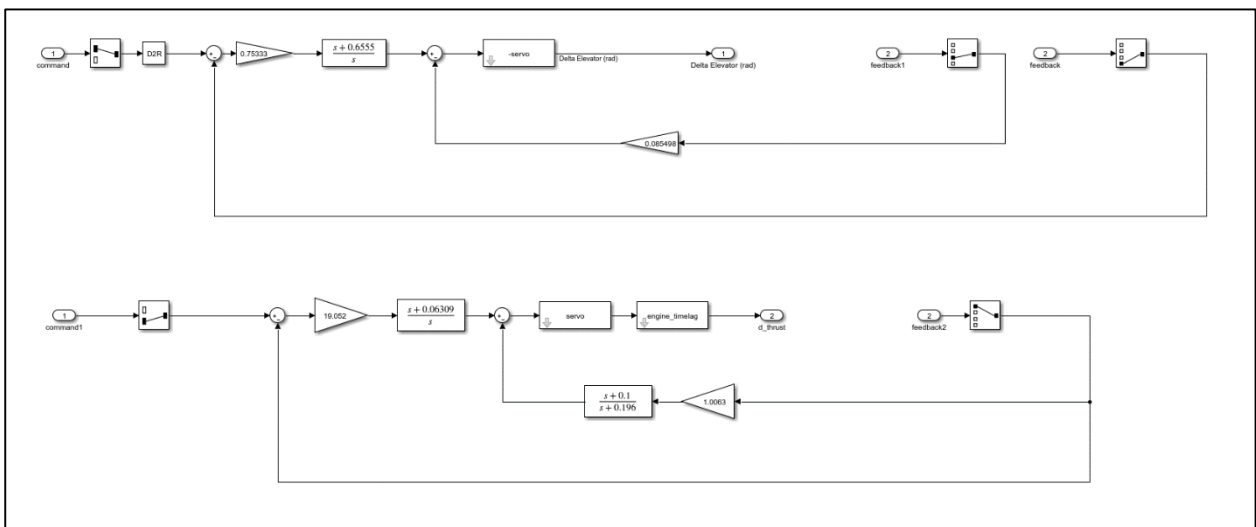 1
command
D2R
+
−
0.75333
s + 0.6555
s
+
−
-servo
Delta Elevator (rad)
1
Delta Elevator (rad)
2
feedback1
2
feedback
0.085498
1
command1
+
−
19.052
s + 0.06309
s
+
−
servo
engine_timelag
2
d_thrust
2
feedback2
s + 0.1
s + 0.196
1.0063